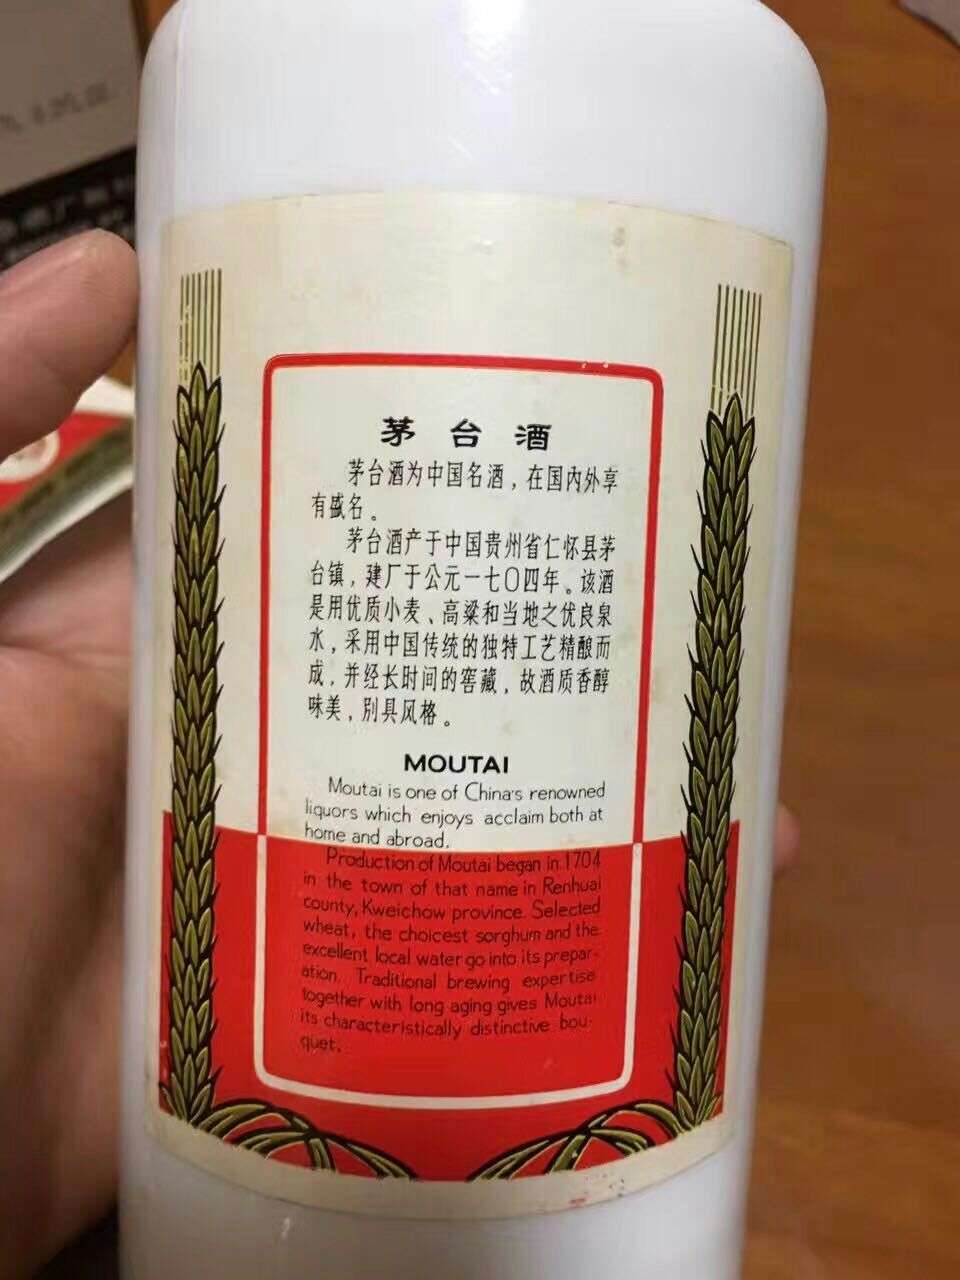 茅台酒
茅台酒为中国名酒，在国内外享
有盛名。
茅台酒产于中国贵州省仁怀县茅
台镇，建厂于公元一七〇四年。该酒
是用优质小麦、高粱和当地之优良泉
水，采用中国传统的独特工艺精酿而
成，并经长时间的窖藏，故酒质香醇
味美，别具风格。
MOUTAI
Moutai is one of China's renowned
liquors which enjoys acclaim both at
home and abroad.
Production of Moutai began in 1704
in the town of that name in Renhuai
county, Kweichow province. Selected
wheat, the choicest sorghum and the
excellent local water go into its prepar-
ation. Traditional brewing expertise
together with long aging gives Moutai
its characteristically distinctive bou-
quet.